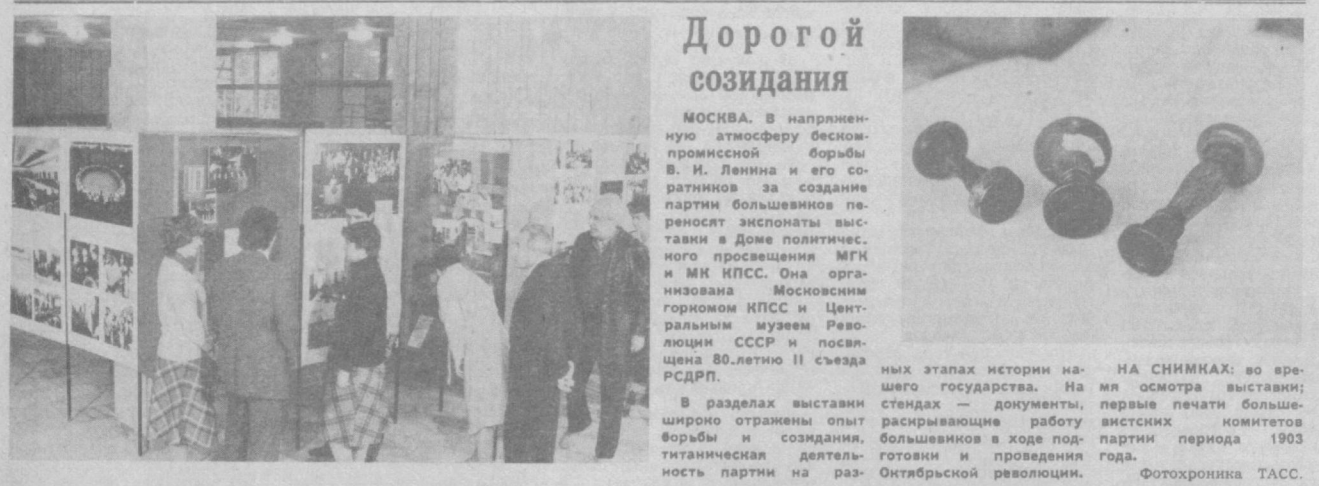 Дорогой
созидания
МОСКВА. В напряжен-
ную атмосферу беском-
промиссной борьбы
В. И. Ленина и его со-
ратников за создание
партии большевиков пе-
реносят экспонаты выс-
тавки в Доме политичес.
кого просвещения МГК
и МК КПСС. Она орга-
низована Московским
горкомом КПСС и Цент-
ральным музеем Рево-
люции СССР и посвя-
щена 80-летию II съезда
РСДРП.
В разделах выставки
широко отражены опыт
борьбы и созидания,
титаническая деятель-
ность партии на раз-
ных этапах истории на-
шего государства. На
стендах — документы,
раскрывающие работу
большевиков в ходе под-
готовки и проведения
Октябрьской революции.
НА СНИМКАХ: во вре-
мя осмотра выставки;
первые печати больше-
вистских комитетов
партии периода 1903
года.
Фотохроника ТАСС.